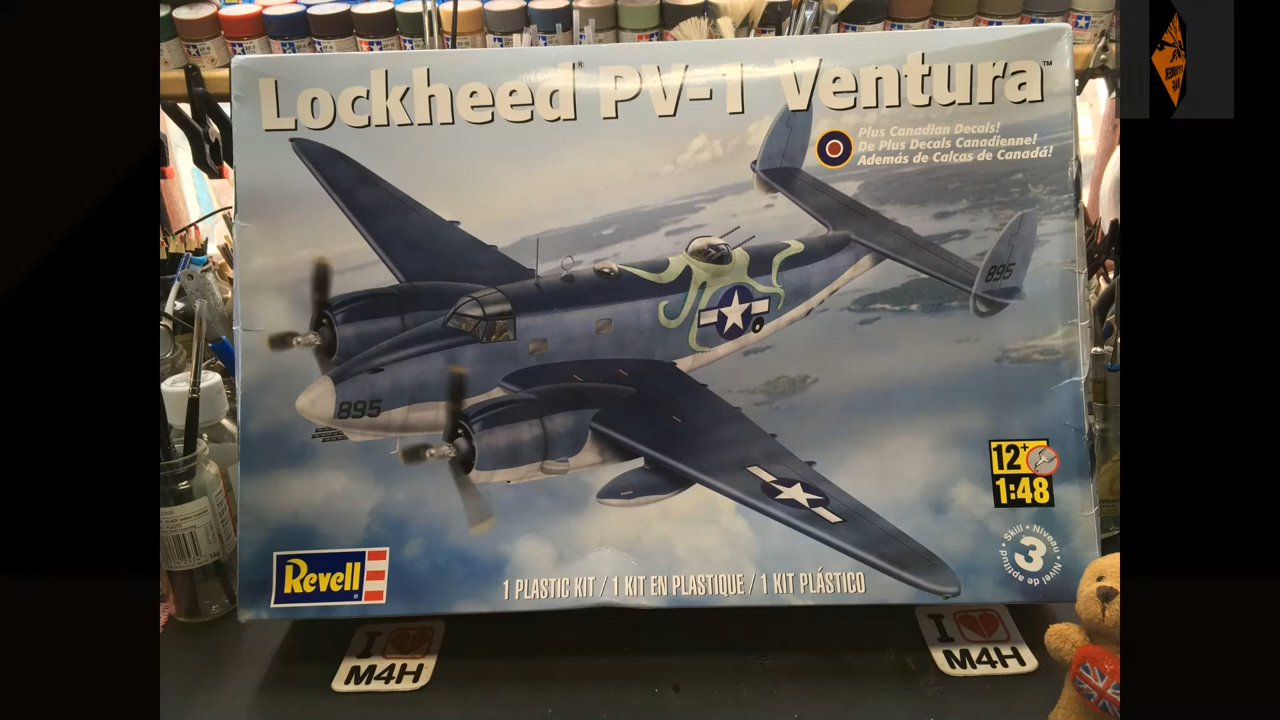 Lockheed® PV-1 Ventura™
Plus Canadian Decals!
De Plus Decals Canadienne!
Además de Calcas de Canadá!
895
895
12+
1:48
Skill • Niveau • Nivel de aptitud •
3
Revell®
1 PLASTIC KIT / 1 KIT EN PLASTIQUE / 1 KIT PLÁSTICO
I
M4H
I
M4H